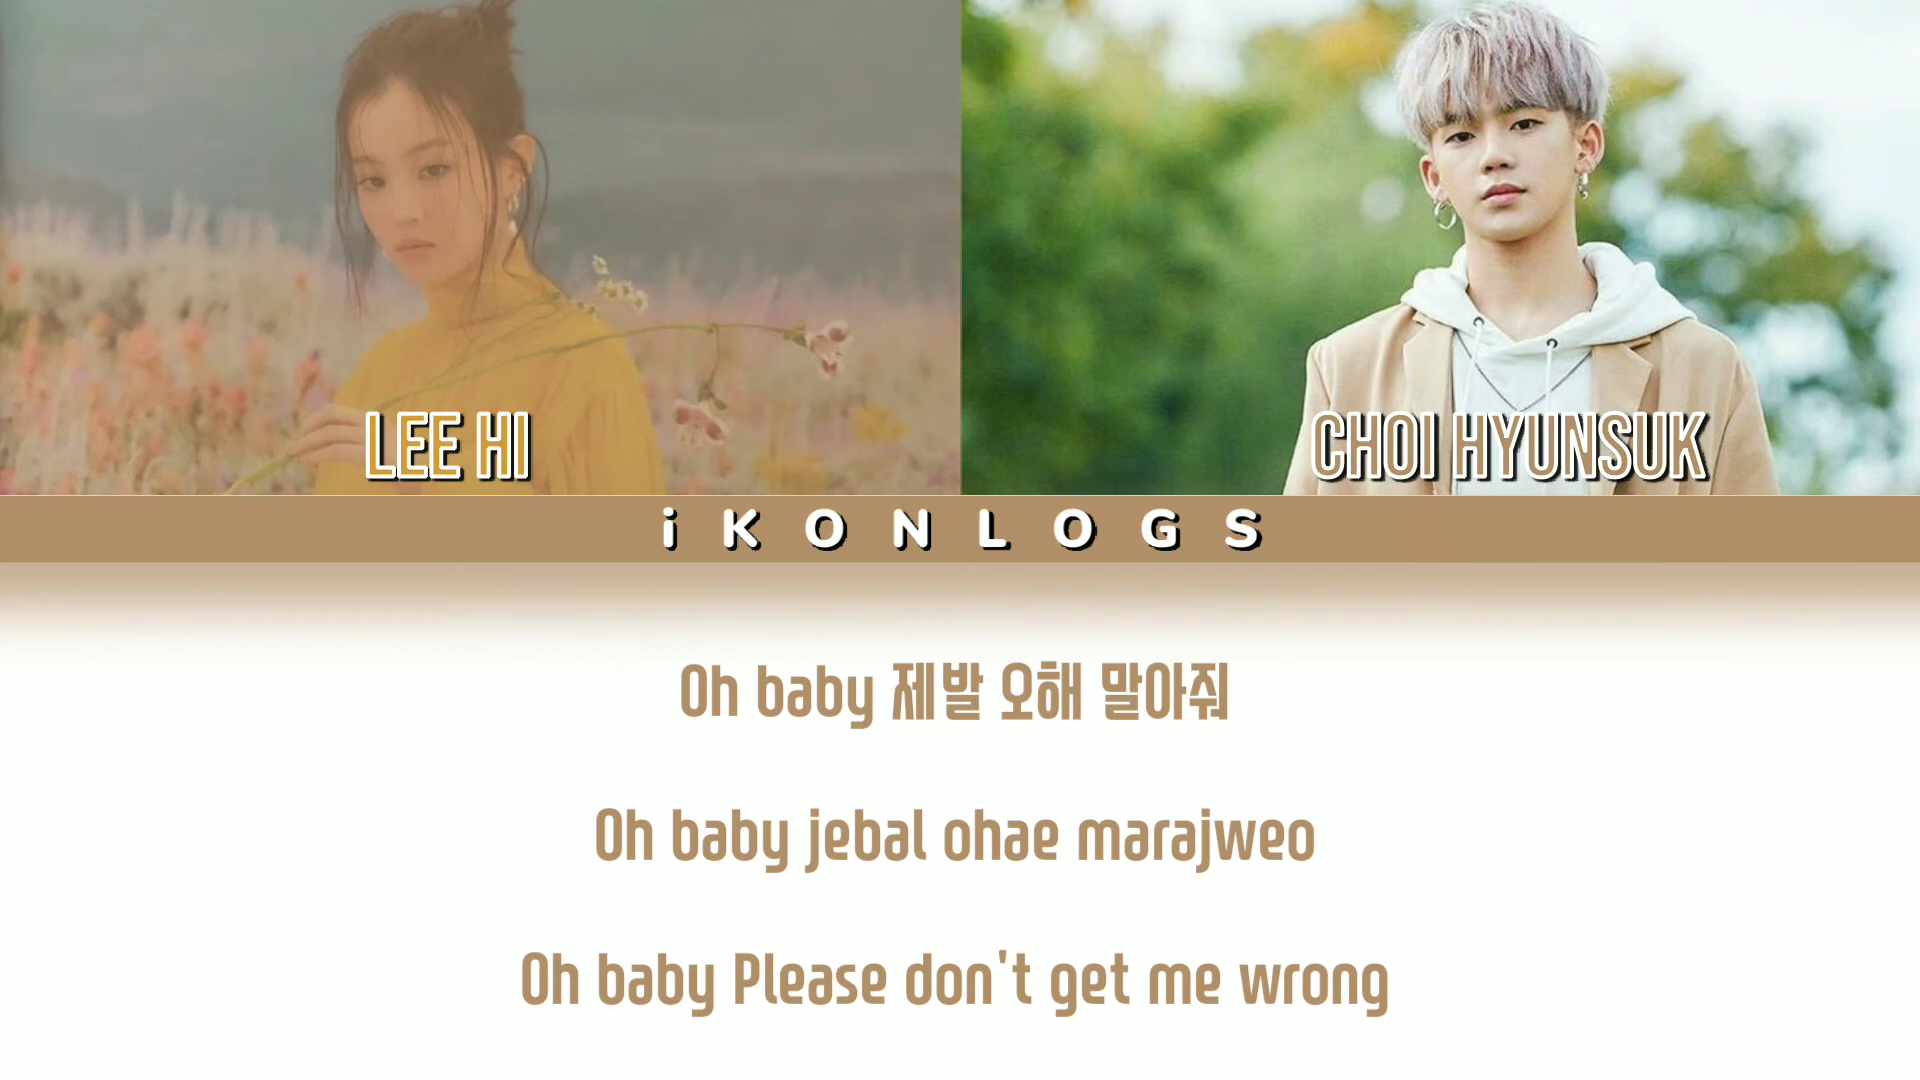 LEE HI
CHOI HYUNSUK
iKONLOGS
Oh baby 제발 오해 말아줘
Oh baby jebal ohae marajweo
Oh baby Please don't get me wrong